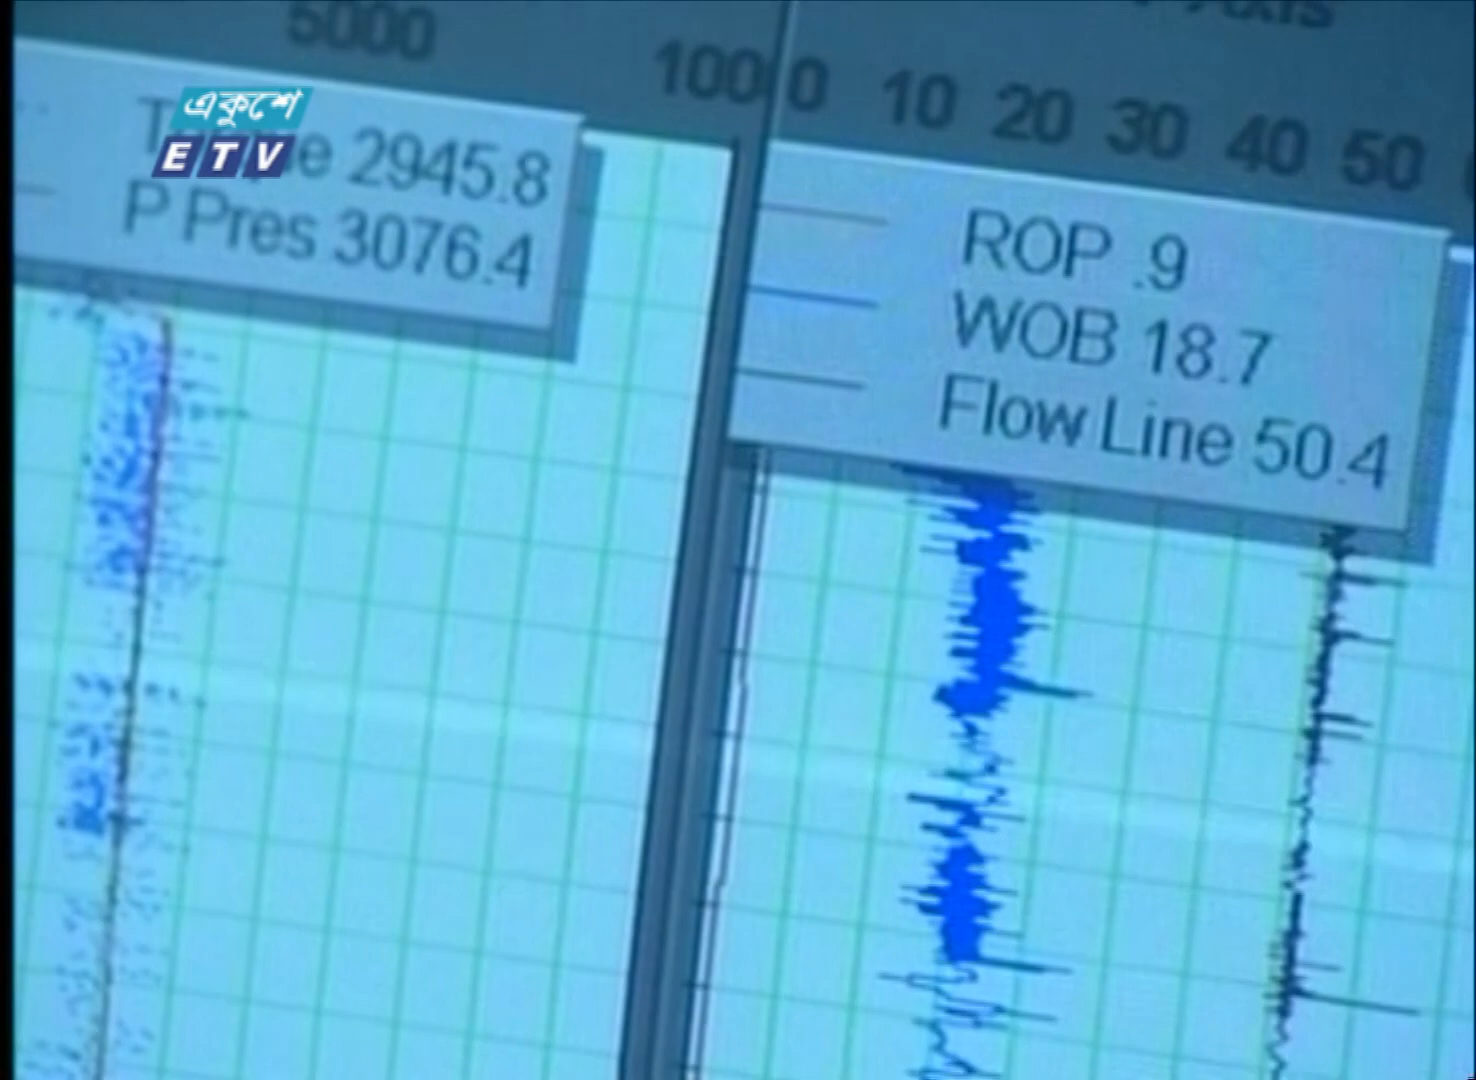 5000
100 0 10 20 30 40 50
একুশে
ETV
2945.8
P Pres 3076.4
ROP .9
WOB 18.7
Flow Line 50.4